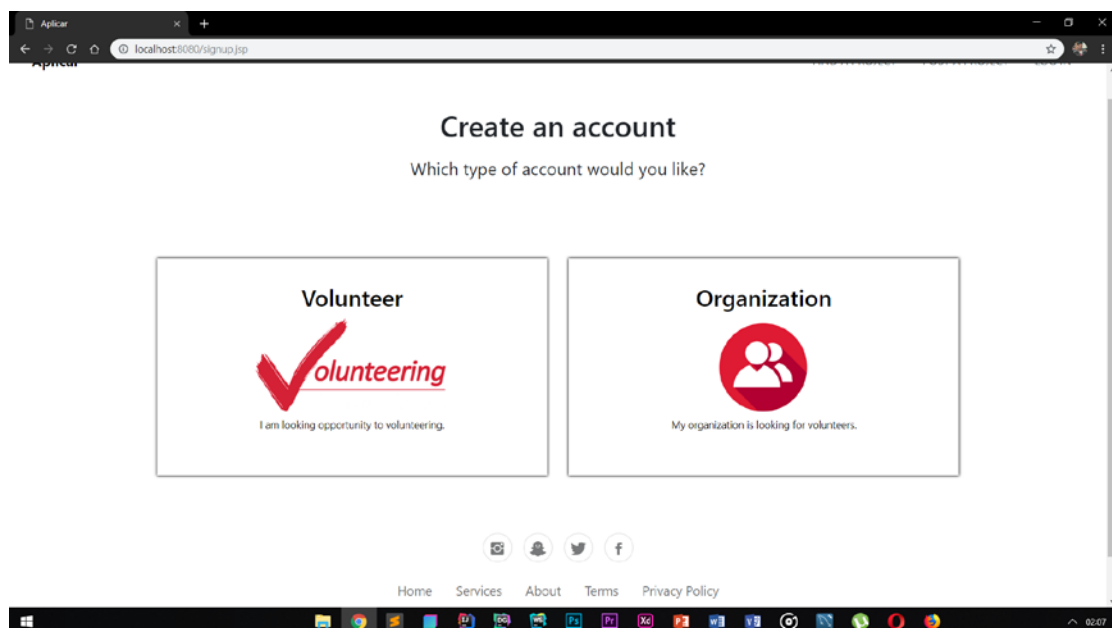 Aplicar
localhost:8080/signup.jsp
Create an account
Which type of account would you like?
Volunteer
Organization
Volunteering
I am looking opportunity to volunteering.
My organization is looking for volunteers.
Home Services About Terms Privacy Policy
02:07